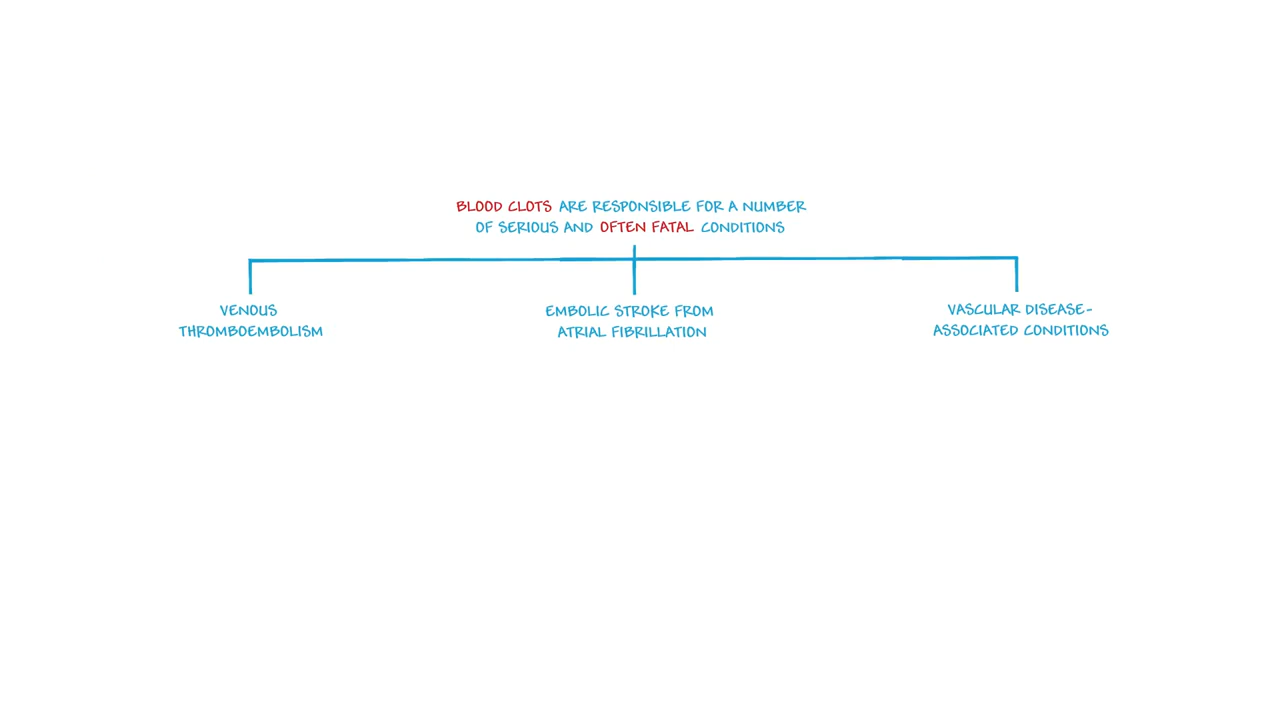 BLOOD CLOTS ARE RESPONSIBLE FOR A NUMBER
OF SERIOUS AND OFTEN FATAL CONDITIONS
VENOUS
THROMBOEMBOLISM
EMBOLIC STROKE FROM
ATRIAL FIBRILLATION
VASCULAR DISEASE-
ASSOCIATED CONDITIONS